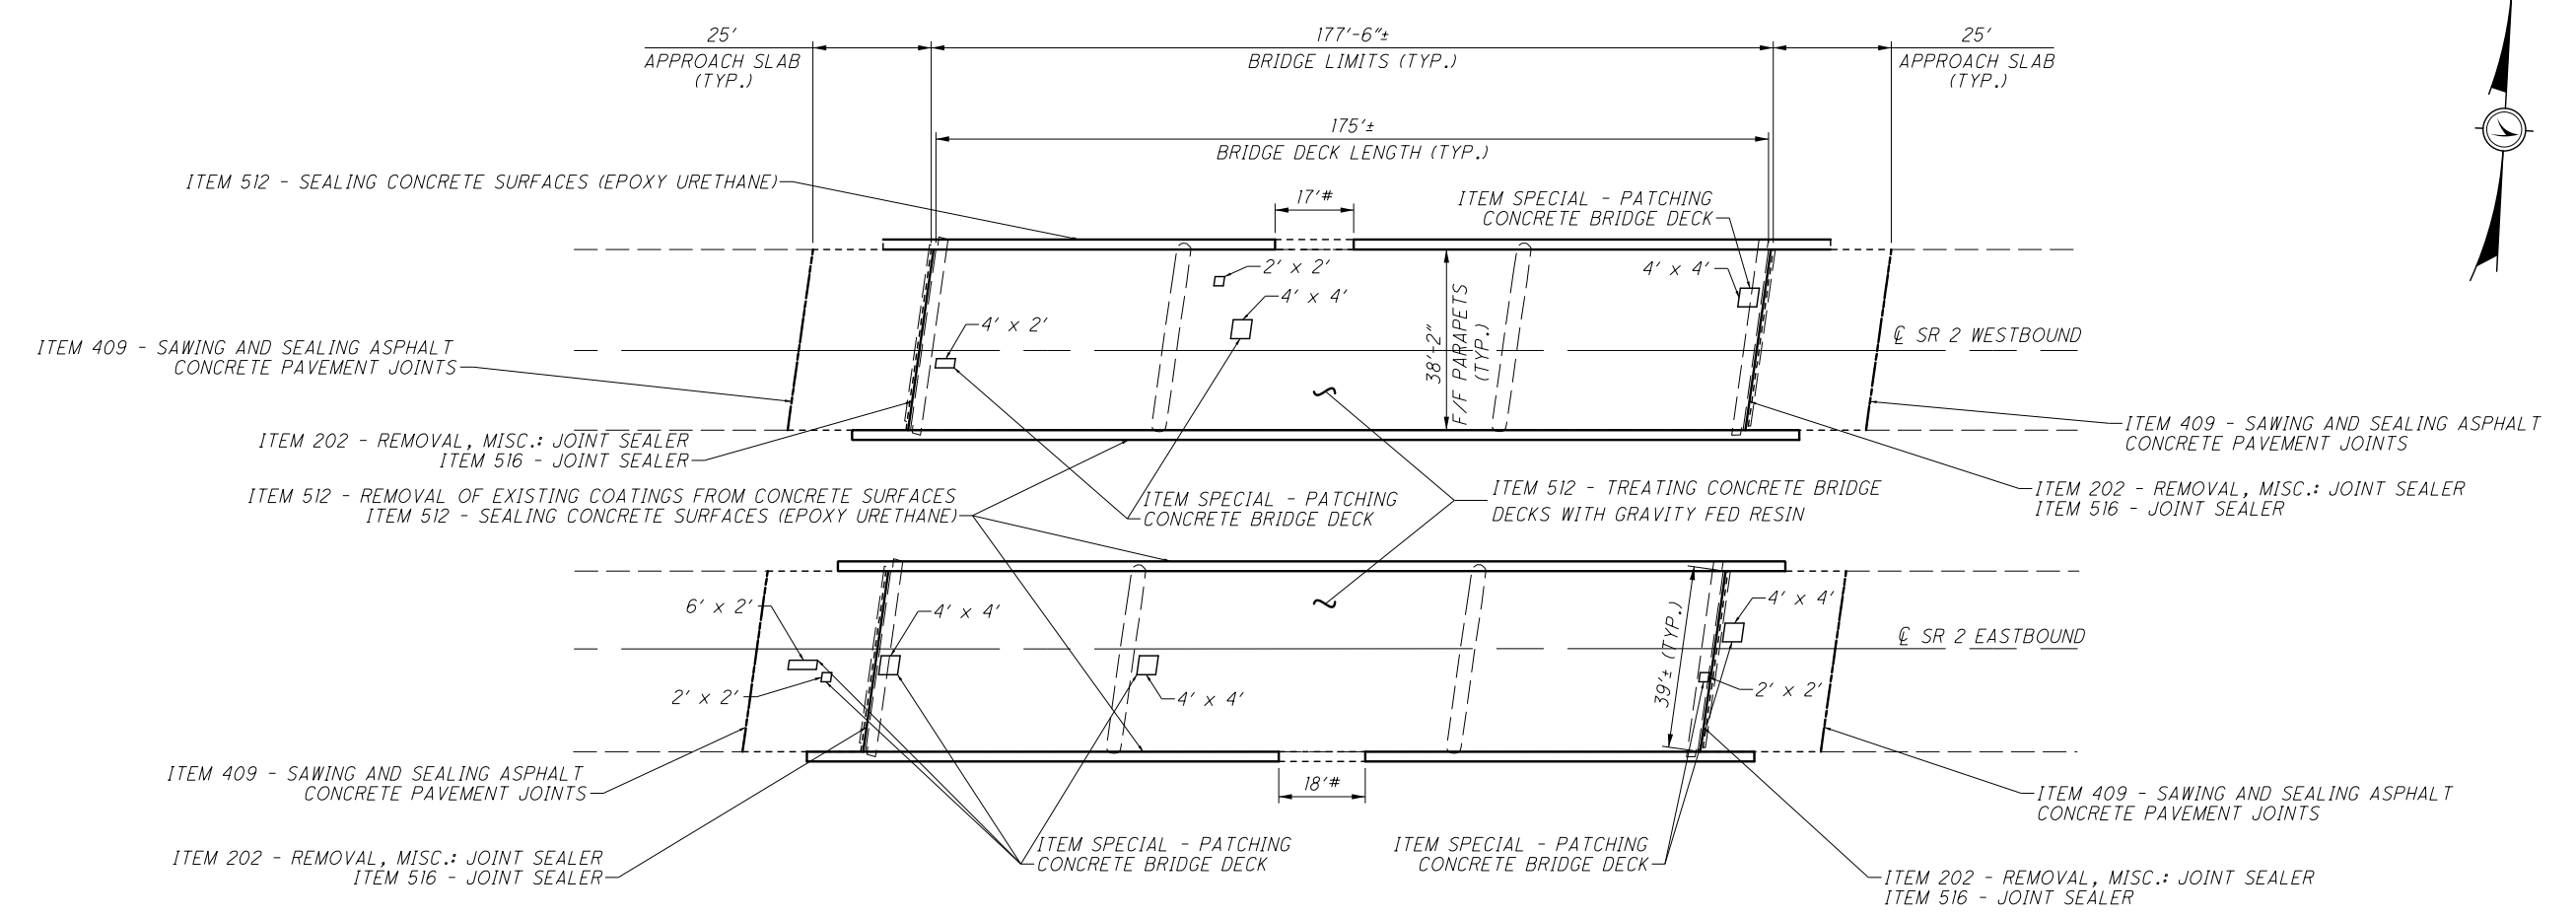 25'
APPROACH SLAB
(TYP.)
177'-6"±
BRIDGE LIMITS (TYP.)
25'
APPROACH SLAB
(TYP.)
175'±
BRIDGE DECK LENGTH (TYP.)
ITEM 512 - SEALING CONCRETE SURFACES (EPOXY URETHANE)
17'#
ITEM SPECIAL - PATCHING
CONCRETE BRIDGE DECK
2' x 2'
4' x 4'
4' x 4'
4' x 2'
38'-2"
F/F PARAPETS
(TYP.)
℄ SR 2 WESTBOUND
ITEM 409 - SAWING AND SEALING ASPHALT
CONCRETE PAVEMENT JOINTS
ITEM 409 - SAWING AND SEALING ASPHALT
CONCRETE PAVEMENT JOINTS
ITEM 202 - REMOVAL, MISC.: JOINT SEALER
ITEM 516 - JOINT SEALER
ITEM 202 - REMOVAL, MISC.: JOINT SEALER
ITEM 516 - JOINT SEALER
ITEM 512 - REMOVAL OF EXISTING COATINGS FROM CONCRETE SURFACES
ITEM 512 - SEALING CONCRETE SURFACES (EPOXY URETHANE)
ITEM SPECIAL - PATCHING
CONCRETE BRIDGE DECK
ITEM 512 - TREATING CONCRETE BRIDGE
DECKS WITH GRAVITY FED RESIN
6' x 2'
4' x 4'
39'± (TYP.)
4' x 4'
℄ SR 2 EASTBOUND
2' x 2'
4' x 4'
2' x 2'
ITEM 409 - SAWING AND SEALING ASPHALT
CONCRETE PAVEMENT JOINTS
18'#
ITEM 409 - SAWING AND SEALING ASPHALT
CONCRETE PAVEMENT JOINTS
ITEM 202 - REMOVAL, MISC.: JOINT SEALER
ITEM 516 - JOINT SEALER
ITEM SPECIAL - PATCHING
CONCRETE BRIDGE DECK
ITEM SPECIAL - PATCHING
CONCRETE BRIDGE DECK
ITEM 202 - REMOVAL, MISC.: JOINT SEALER
ITEM 516 - JOINT SEALER